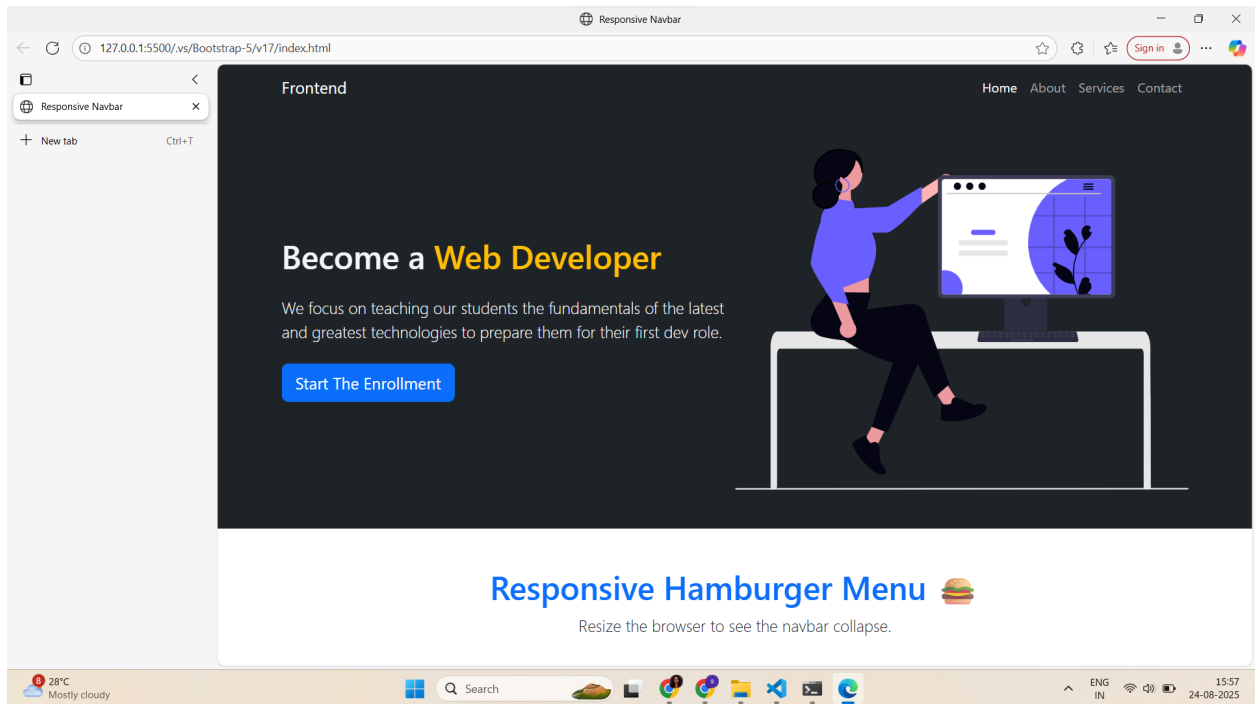 Responsive Navbar
127.0.0.1:5500/.vs/Bootstrap-5/v17/index.html
Sign in
Responsive Navbar
New tab Ctrl+T
Frontend
Home About Services Contact
Become a Web Developer
We focus on teaching our students the fundamentals of the latest
and greatest technologies to prepare them for their first dev role.
Start The Enrollment
Responsive Hamburger Menu 🍔
Resize the browser to see the navbar collapse.
8
28°C
Mostly cloudy
Search
ENG
IN
15:57
24-08-2025